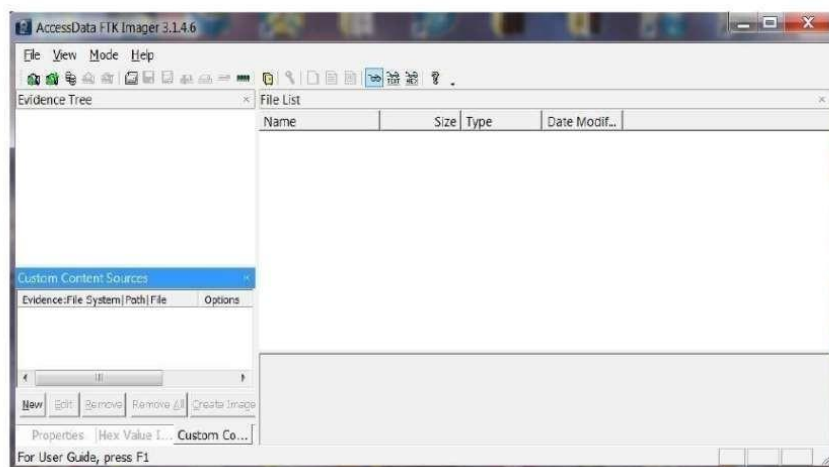 AccessData FTK Imager 3.1.4.6
File View Mode Help
Evidence Tree
File List
Name Size Type Date Modif...
Custom Content Sources
Evidence:File System|Path|File Options
New Edit Remove Remove All Create Image
Properties Hex Value I... Custom Co...
For User Guide, press F1